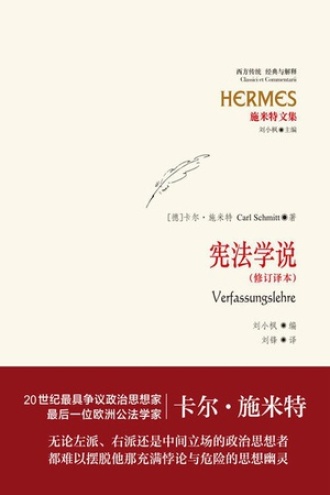 西方传统 经典与解释
Classici et Commentarii
HERMES
施米特文集
刘小枫◉主编
[德]卡尔·施米特 Carl Schmitt ◉著
宪法学说
(修订译本)
Verfassungslehre
刘小枫 ◉ 编
刘锋 ◉ 译
20世纪最具争议政治思想家
最后一位欧洲公法学家
卡尔·施米特
无论左派、右派还是中间立场的政治思想者
都难以摆脱他那充满悖论与危险的思想幽灵